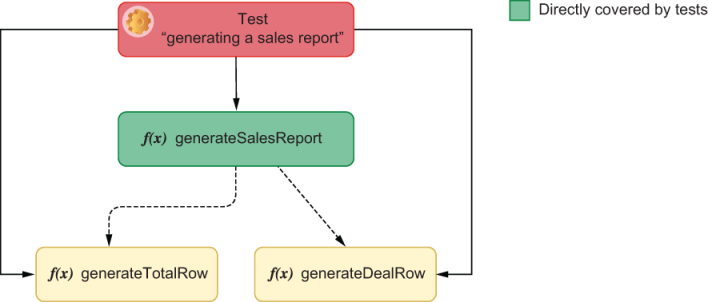 Test
“generating a sales report”
Directly covered by tests
f(x) generateSalesReport
f(x) generateTotalRow
f(x) generateDealRow